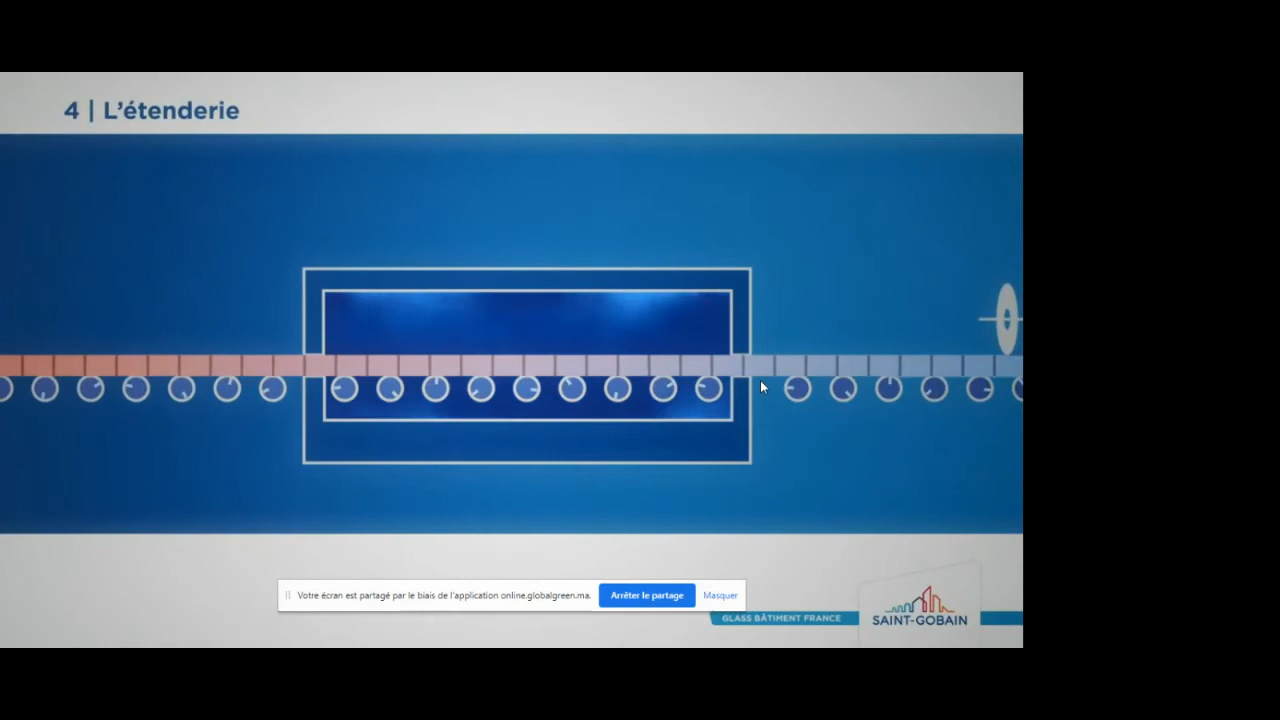 4 | L'étenderie
Votre écran est partagé par le biais de l'application online.globalgreen.ma.
Arrêter le partage
Masquer
GLASS BÂTIMENT FRANCE
SAINT-GOBAIN